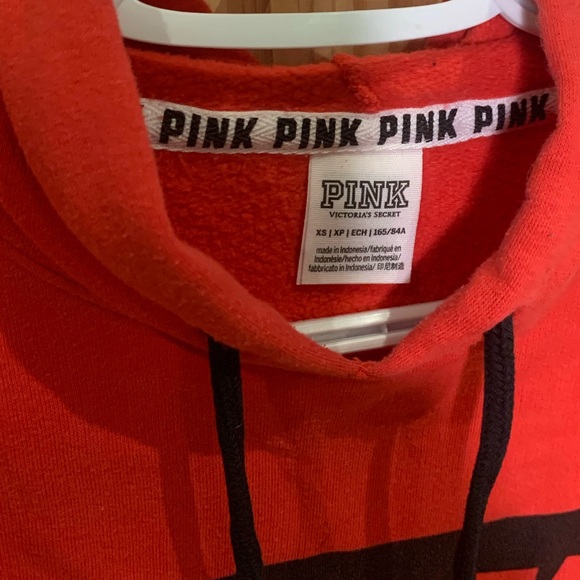 PINK PINK PINK PINK
PINK
VICTORIA'S SECRET
XS | XP | ECH | 165/84A
made in Indonesia/fabriqué en
Indonésie/hecho en Indonesia/
fabbricato in Indonesia/ 印尼制造